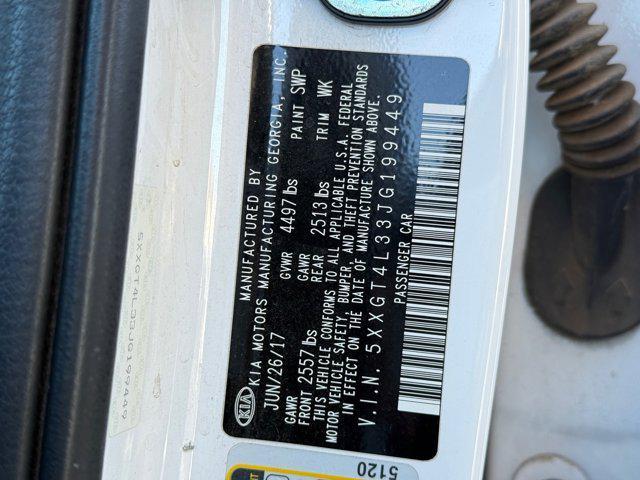 KIA
MANUFACTURED BY
KIA MOTORS MANUFACTURING GEORGIA, INC.
JUN/26/17 GVWR 4497 lbs PAINT SWP
GAWR FRONT 2557 lbs GAWR REAR 2513 lbs TRIM WK
THIS VEHICLE CONFORMS TO ALL APPLICABLE U.S.A. FEDERAL
MOTOR VEHICLE SAFETY, BUMPER, AND THEFT PREVENTION STANDARDS
IN EFFECT ON THE DATE OF MANUFACTURE SHOWN ABOVE.
V.I.N. 5XXGT4L33JG199449
PASSENGER CAR
5120
5XXGT4L33JG199449